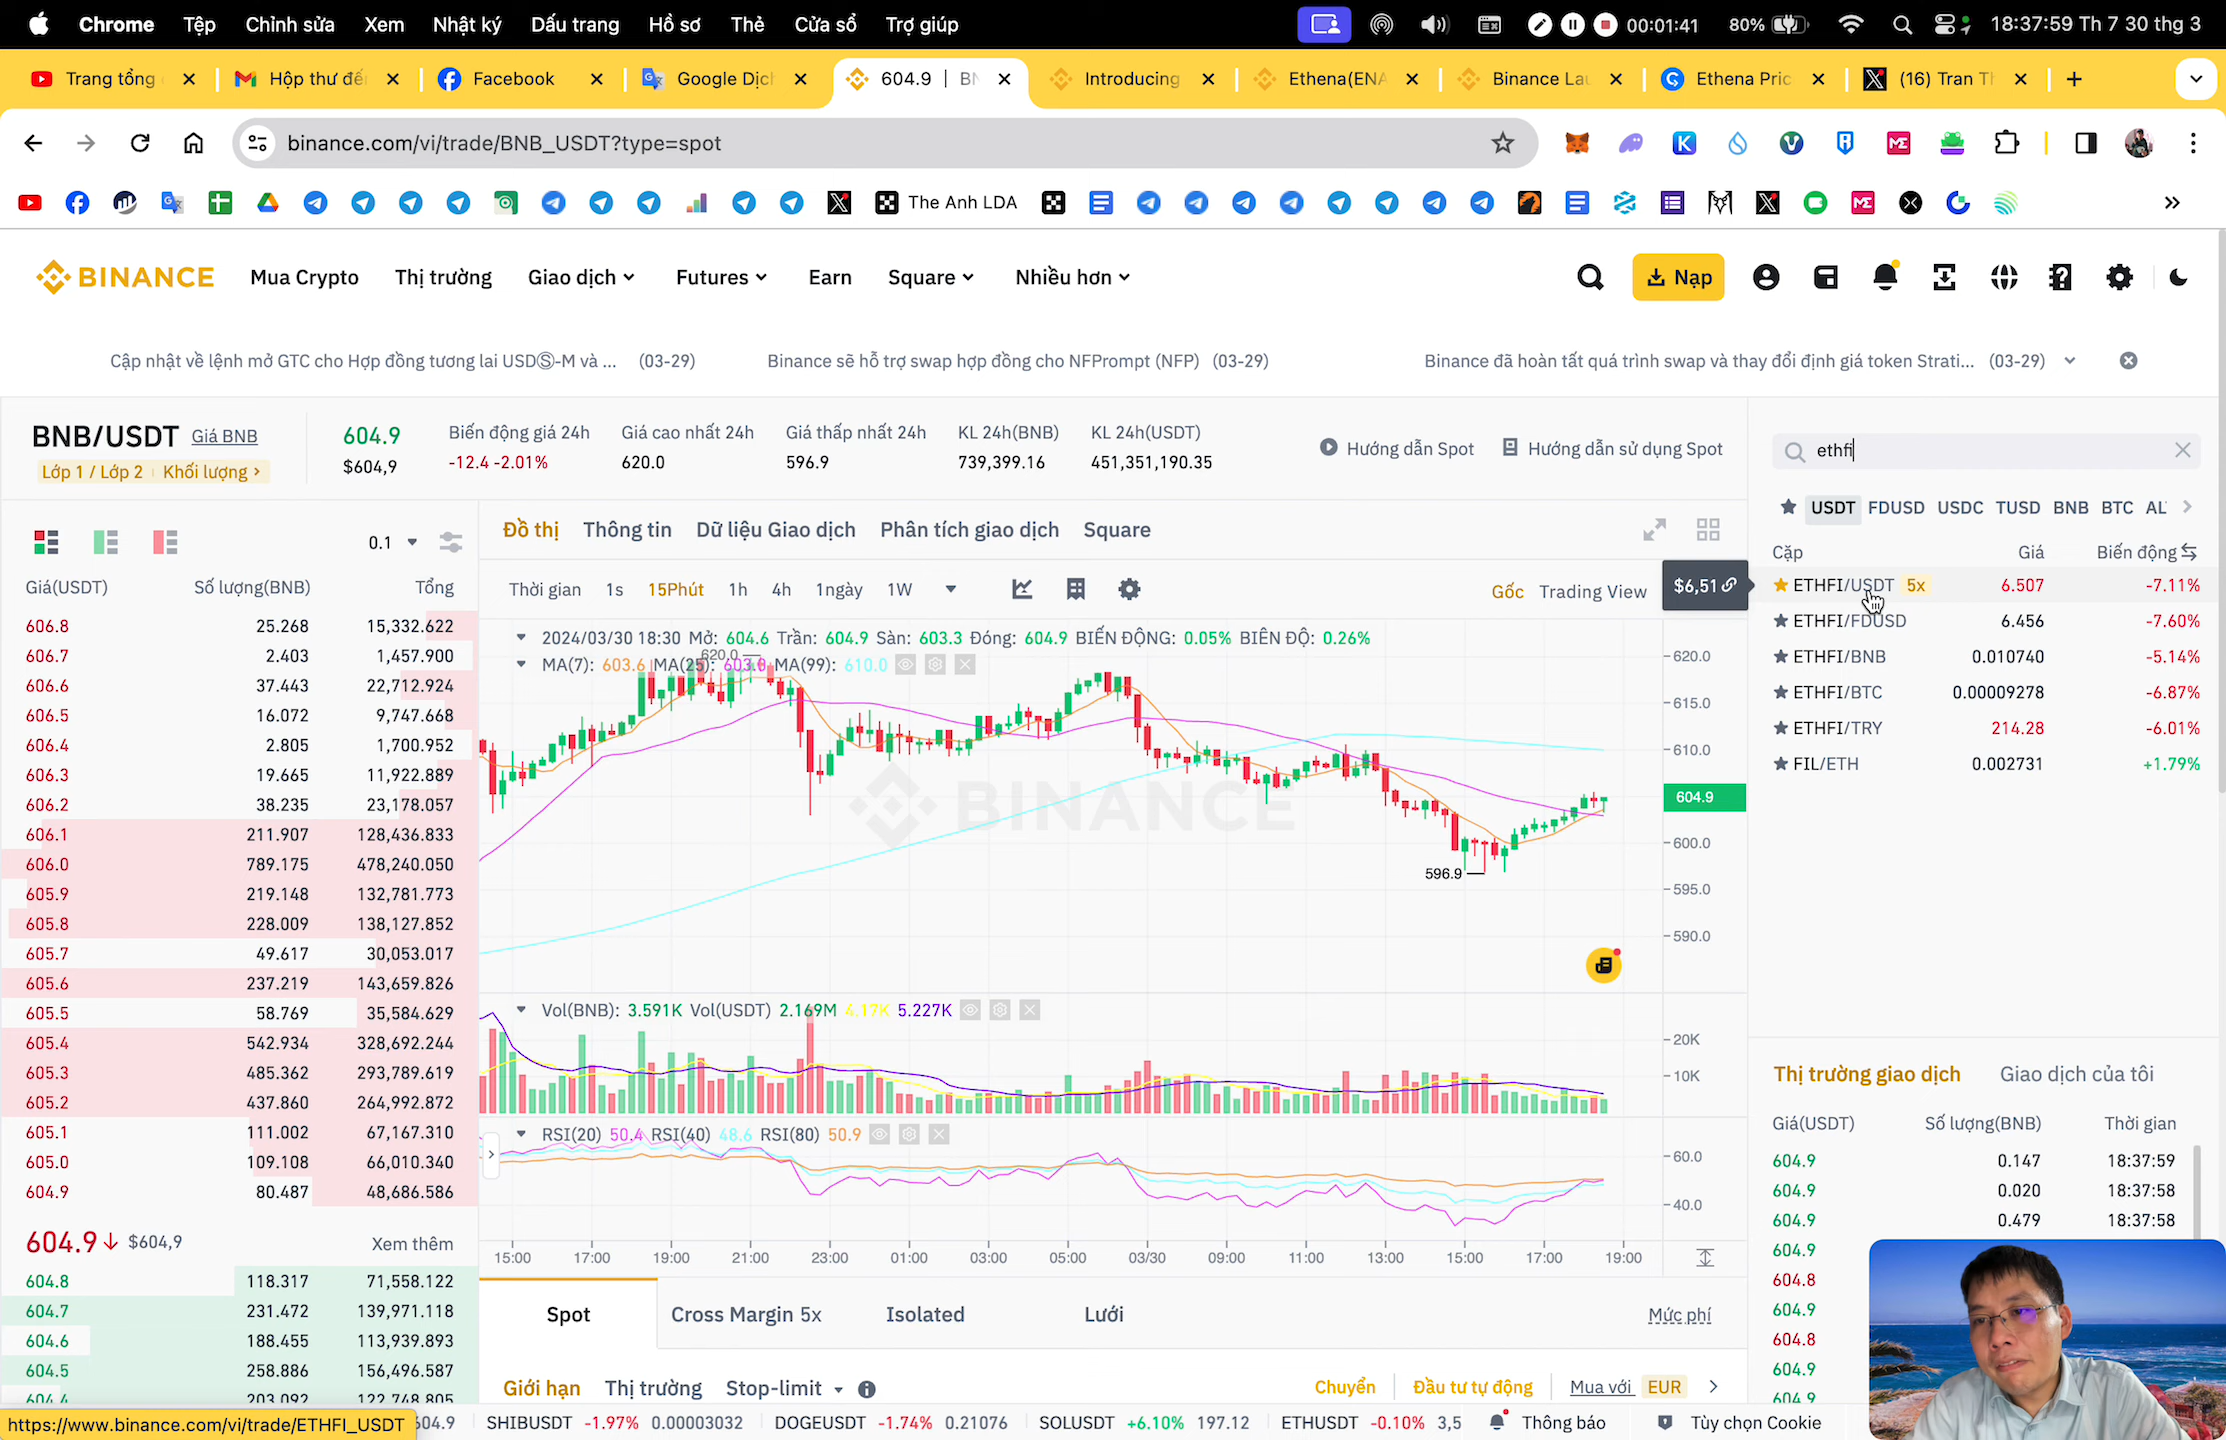 Chrome Tệp Chỉnh sửa Xem Nhật ký Dấu trang Hồ sơ Thẻ Cửa sổ Trợ giúp 00:01:41 80% 18:37:59 Th 7 30 thg 3
Trang tổng Hộp thư đế Facebook Google Dịc 604.9 | BN Introducing Ethena(ENA Binance La Ethena Pric (16) Tran Th
binance.com/vi/trade/BNB_USDT?type=spot
The Anh LDA
BINANCE Mua Crypto Thị trường Giao dịch Futures Earn Square Nhiều hơn Nạp
Cập nhật về lệnh mở GTC cho Hợp đồng tương lai USDⓈ-M và ... (03-29) Binance sẽ hỗ trợ swap hợp đồng cho NFPrompt (NFP) (03-29) Binance đã hoàn tất quá trình swap và thay đổi định giá token Strati... (03-29)
BNB/USDT Giá BNB
Lớp 1 / Lớp 2 Khối lượng
604.9
$604,9
Biến động giá 24h
-12.4 -2.01%
Giá cao nhất 24h
620.0
Giá thấp nhất 24h
596.9
KL 24h(BNB)
739,399.16
KL 24h(USDT)
451,351,190.35
Hướng dẫn Spot Hướng dẫn sử dụng Spot
0.1
Giá(USDT) Số lượng(BNB) Tổng
606.8 25.268 15,332.622
606.7 2.403 1,457.900
606.6 37.443 22,712.924
606.5 16.072 9,747.668
606.4 2.805 1,700.952
606.3 19.665 11,922.889
606.2 38.235 23,178.057
606.1 211.907 128,436.833
606.0 789.175 478,240.050
605.9 219.148 132,781.773
605.8 228.009 138,127.852
605.7 49.617 30,053.017
605.6 237.219 143,659.826
605.5 58.769 35,584.629
605.4 542.934 328,692.244
605.3 485.362 293,789.619
605.2 437.860 264,992.872
605.1 111.002 67,167.310
605.0 109.108 66,010.340
604.9 80.487 48,686.586
604.9 $604,9 Xem thêm
604.8 118.317 71,558.122
604.7 231.472 139,971.118
604.6 188.455 113,939.893
604.5 258.886 156,496.587
604.4 203.092 122,748.805
Đồ thị Thông tin Dữ liệu Giao dịch Phân tích giao dịch Square
Thời gian 1s 15Phút 1h 4h 1ngày 1W Gốc Trading View
$6,51
2024/03/30 18:30 Mở: 604.6 Trần: 604.9 Sàn: 603.3 Đóng: 604.9 BIẾN ĐỘNG: 0.05% BIÊN ĐỘ: 0.26%
MA(7): 603.6 MA(25): 603.0 MA(99): 610.0
620.0
BINANCE
596.9
620.0
615.0
610.0
604.9
600.0
595.0
590.0
Vol(BNB): 3.591K Vol(USDT) 2.169M 4.17K 5.227K
20K
10K
RSI(20) 50.4 RSI(40) 48.6 RSI(80) 50.9
60.0
40.0
15:00 17:00 19:00 21:00 23:00 01:00 03:00 05:00 03/30 09:00 11:00 13:00 15:00 17:00 19:00
Spot Cross Margin 5x Isolated Lưới Mức phí
Giới hạn Thị trường Stop-limit Chuyển Đầu tư tự động Mua với EUR
ethfi
USDT FDUSD USDC TUSD BNB BTC AL
Cặp Giá Biến động
ETHFI/USDT 5x 6.507 -7.11%
ETHFI/FDUSD 6.456 -7.60%
ETHFI/BNB 0.010740 -5.14%
ETHFI/BTC 0.00009278 -6.87%
ETHFI/TRY 214.28 -6.01%
FIL/ETH 0.002731 +1.79%
Thị trường giao dịch Giao dịch của tôi
Giá(USDT) Số lượng(BNB) Thời gian
604.9 0.147 18:37:59
604.9 0.020 18:37:58
604.9 0.479 18:37:58
604.9
604.8
604.9
604.8
604.9
604.9
https://www.binance.com/vi/trade/ETHFI_USDT 604.9 SHIBUSDT -1.97% 0.00003032 DOGEUSDT -1.74% 0.21076 SOLUSDT +6.10% 197.12 ETHUSDT -0.10% 3,5 Thông báo Tùy chọn Cookie